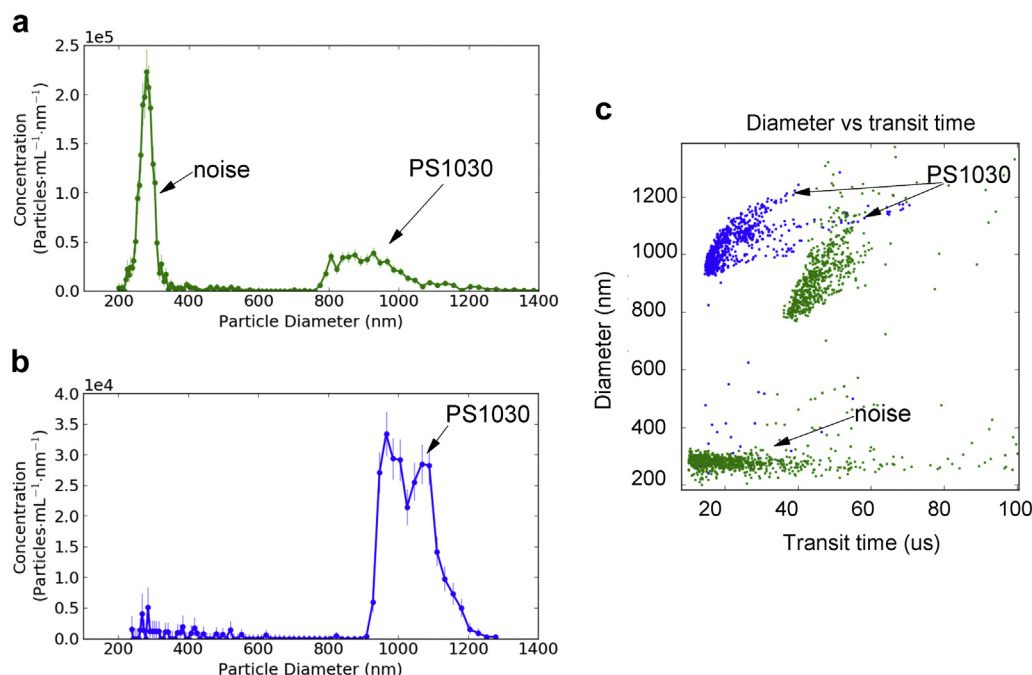 a
1e5
2.5
2.0
1.5
1.0
0.5
0.0
Concentration
(Particles·mL⁻¹·nm⁻¹)
noise
PS1030
200 400 600 800 1000 1200 1400
Particle Diameter (nm)
b
1e4
4.0
3.5
3.0
2.5
2.0
1.5
1.0
0.5
0.0
Concentration
(Particles·mL⁻¹·nm⁻¹)
PS1030
200 400 600 800 1000 1200 1400
Particle Diameter (nm)
c
Diameter vs transit time
PS1030
1200
1000
800
600
400
200
Diameter (nm)
noise
20 40 60 80 100
Transit time (us)